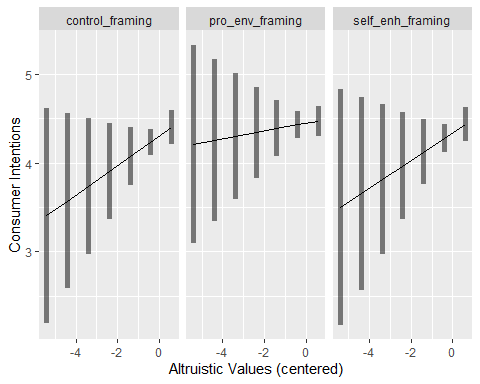 control_framing pro_env_framing self_enh_framing
5
4
3
Consumer Intentions
-4 -2 0 -4 -2 0 -4 -2 0
Altruistic Values (centered)